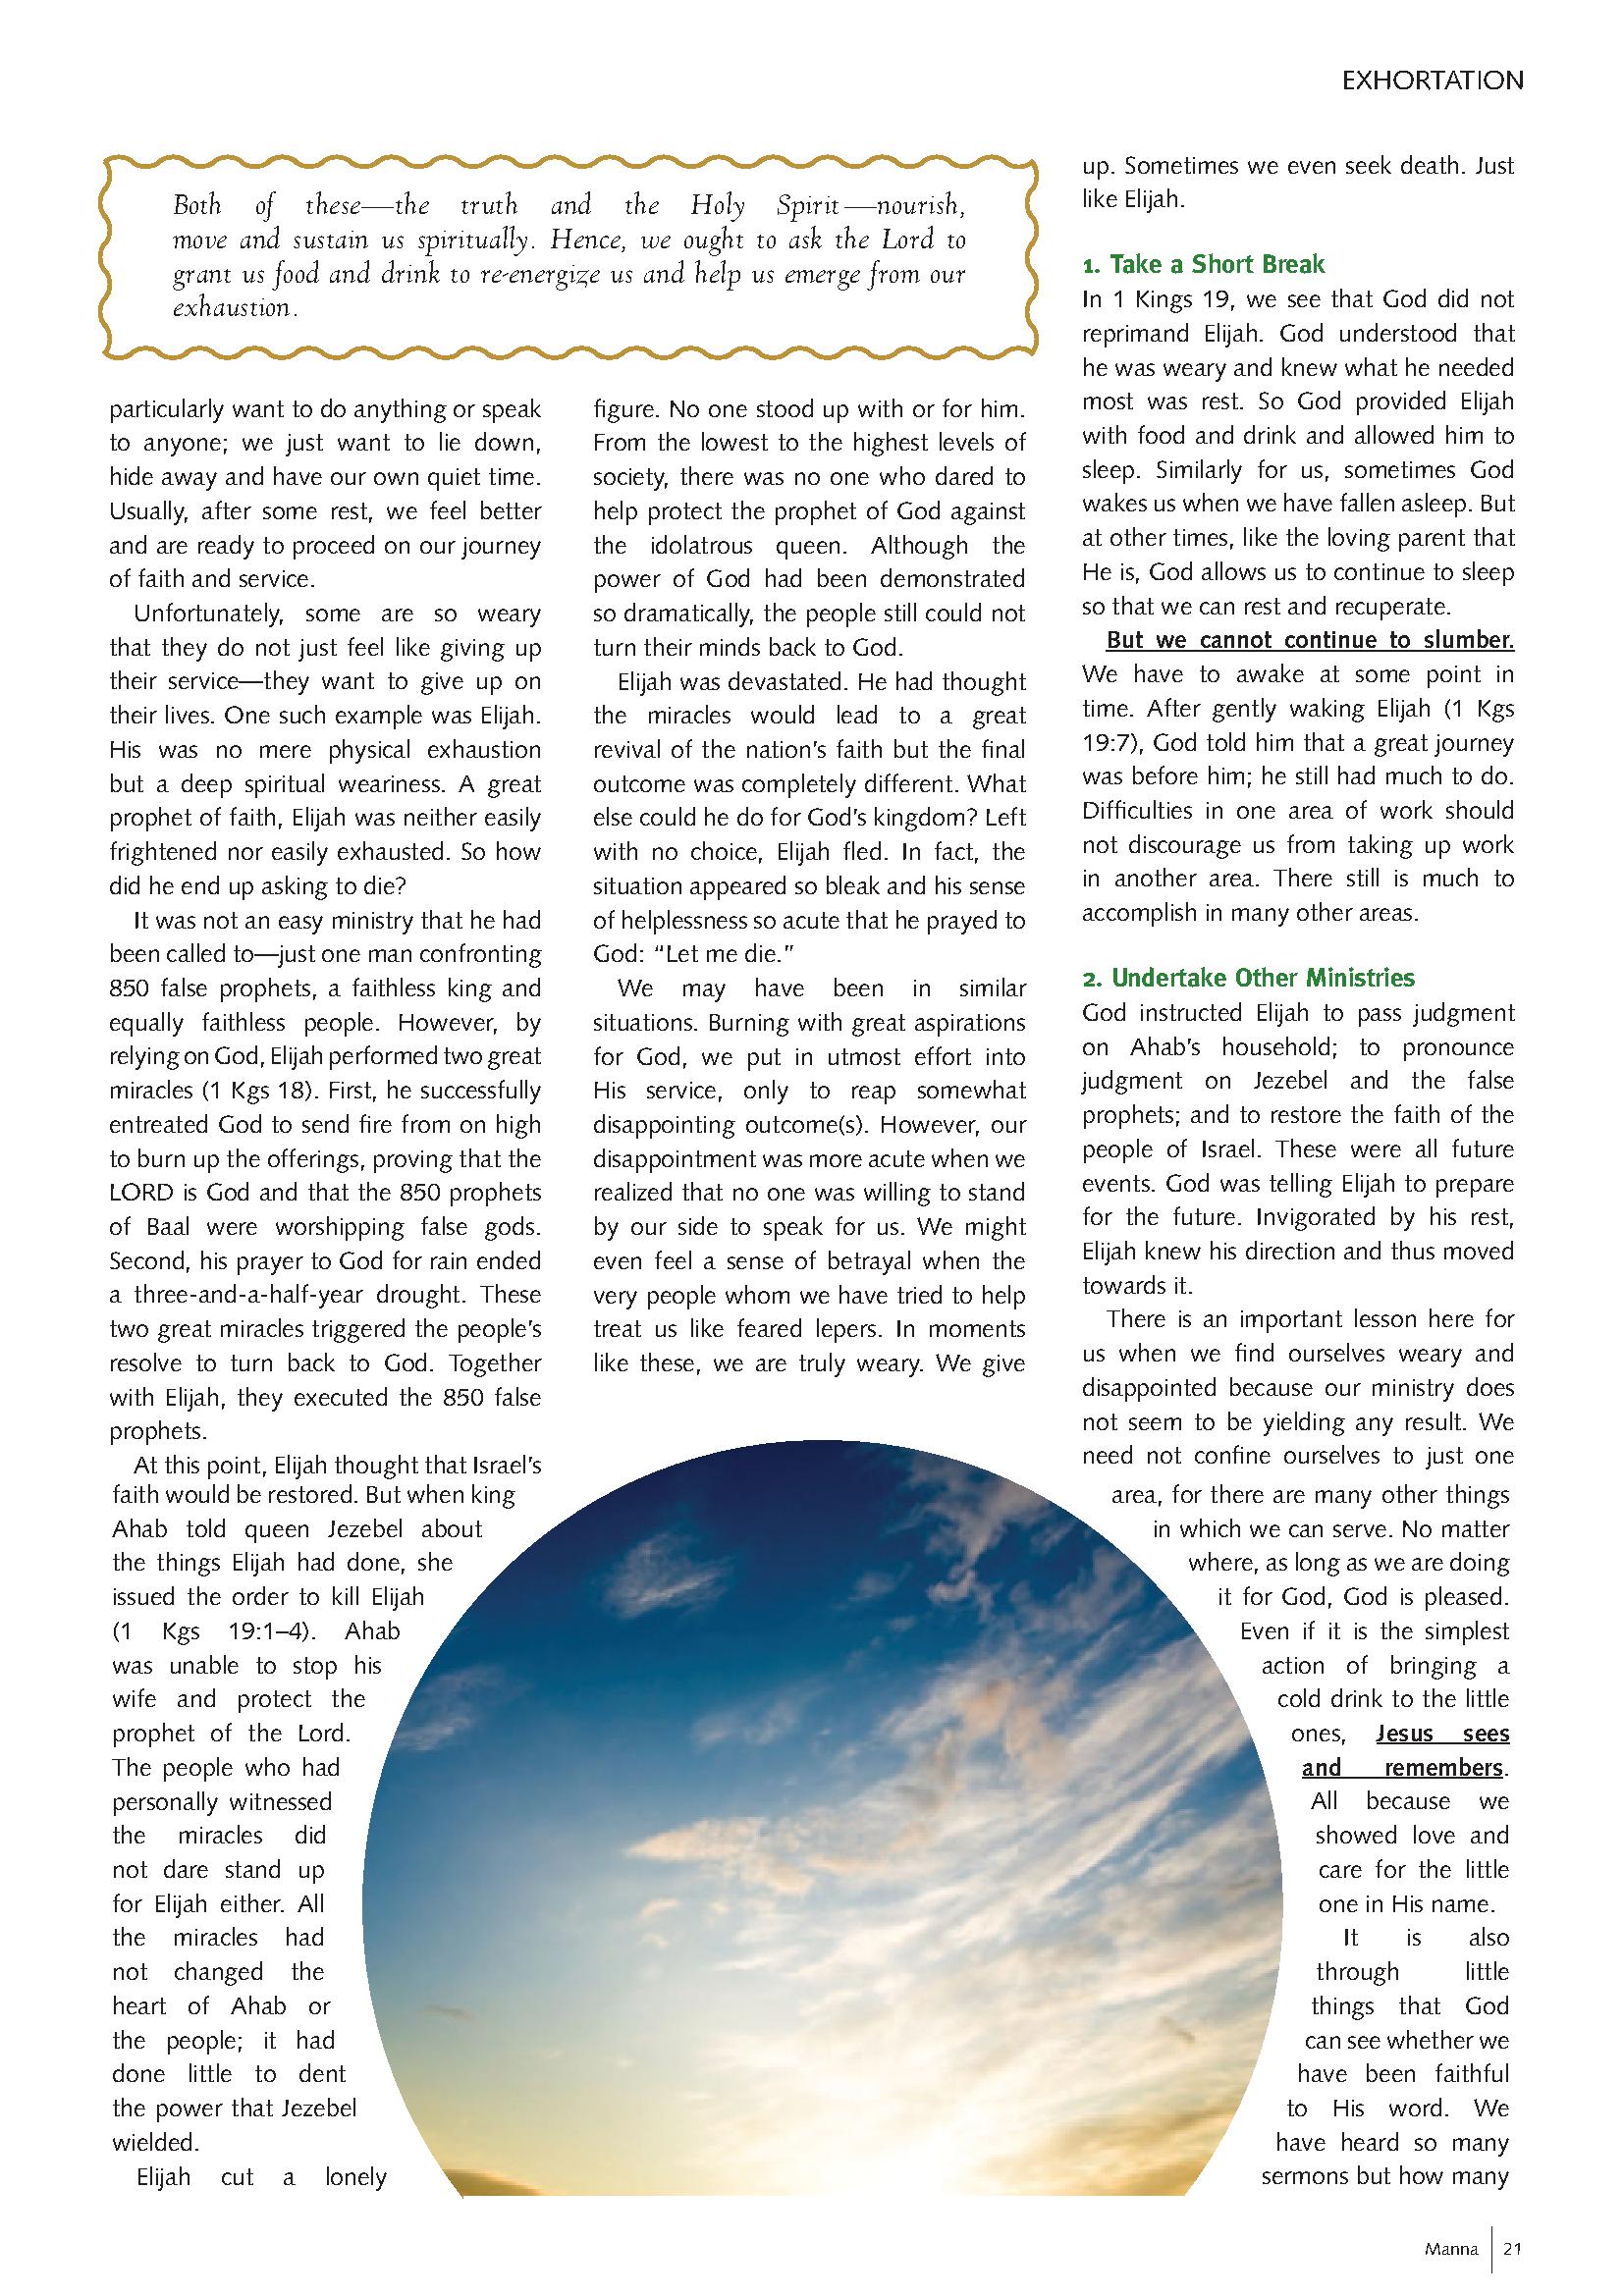 EXHORTATION
Both of these—the truth and the Holy Spirit—nourish,
move and sustain us spiritually. Hence, we ought to ask the Lord to
grant us food and drink to re-energize us and help us emerge from our
exhaustion.
particularly want to do anything or speak
to anyone; we just want to lie down,
hide away and have our own quiet time.
Usually, after some rest, we feel better
and are ready to proceed on our journey
of faith and service.
Unfortunately, some are so weary
that they do not just feel like giving up
their service—they want to give up on
their lives. One such example was Elijah.
His was no mere physical exhaustion
but a deep spiritual weariness. A great
prophet of faith, Elijah was neither easily
frightened nor easily exhausted. So how
did he end up asking to die?
It was not an easy ministry that he had
been called to—just one man confronting
850 false prophets, a faithless king and
equally faithless people. However, by
relying on God, Elijah performed two great
miracles (1 Kgs 18). First, he successfully
entreated God to send fire from on high
to burn up the offerings, proving that the
LORD is God and that the 850 prophets
of Baal were worshipping false gods.
Second, his prayer to God for rain ended
a three-and-a-half-year drought. These
two great miracles triggered the people's
resolve to turn back to God. Together
with Elijah, they executed the 850 false
prophets.
At this point, Elijah thought that Israel's
faith would be restored. But when king
Ahab told queen Jezebel about
the things Elijah had done, she
issued the order to kill Elijah
(1 Kgs 19:1–4). Ahab
was unable to stop his
wife and protect the
prophet of the Lord.
The people who had
personally witnessed
the miracles did
not dare stand up
for Elijah either. All
the miracles had
not changed the
heart of Ahab or
the people; it had
done little to dent
the power that Jezebel
wielded.
Elijah cut a lonely
figure. No one stood up with or for him.
From the lowest to the highest levels of
society, there was no one who dared to
help protect the prophet of God against
the idolatrous queen. Although the
power of God had been demonstrated
so dramatically, the people still could not
turn their minds back to God.
Elijah was devastated. He had thought
the miracles would lead to a great
revival of the nation's faith but the final
outcome was completely different. What
else could he do for God's kingdom? Left
with no choice, Elijah fled. In fact, the
situation appeared so bleak and his sense
of helplessness so acute that he prayed to
God: "Let me die."
We may have been in similar
situations. Burning with great aspirations
for God, we put in utmost effort into
His service, only to reap somewhat
disappointing outcome(s). However, our
disappointment was more acute when we
realized that no one was willing to stand
by our side to speak for us. We might
even feel a sense of betrayal when the
very people whom we have tried to help
treat us like feared lepers. In moments
like these, we are truly weary. We give
up. Sometimes we even seek death. Just
like Elijah.
1. Take a Short Break
In 1 Kings 19, we see that God did not
reprimand Elijah. God understood that
he was weary and knew what he needed
most was rest. So God provided Elijah
with food and drink and allowed him to
sleep. Similarly for us, sometimes God
wakes us when we have fallen asleep. But
at other times, like the loving parent that
He is, God allows us to continue to sleep
so that we can rest and recuperate.
But we cannot continue to slumber.
We have to awake at some point in
time. After gently waking Elijah (1 Kgs
19:7), God told him that a great journey
was before him; he still had much to do.
Difficulties in one area of work should
not discourage us from taking up work
in another area. There still is much to
accomplish in many other areas.
2. Undertake Other Ministries
God instructed Elijah to pass judgment
on Ahab's household; to pronounce
judgment on Jezebel and the false
prophets; and to restore the faith of the
people of Israel. These were all future
events. God was telling Elijah to prepare
for the future. Invigorated by his rest,
Elijah knew his direction and thus moved
towards it.
There is an important lesson here for
us when we find ourselves weary and
disappointed because our ministry does
not seem to be yielding any result. We
need not confine ourselves to just one
area, for there are many other things
in which we can serve. No matter
where, as long as we are doing
it for God, God is pleased.
Even if it is the simplest
action of bringing a
cold drink to the little
ones, Jesus sees
and remembers.
All because we
showed love and
care for the little
one in His name.
It is also
through little
things that God
can see whether we
have been faithful
to His word. We
have heard so many
sermons but how many
Manna 21